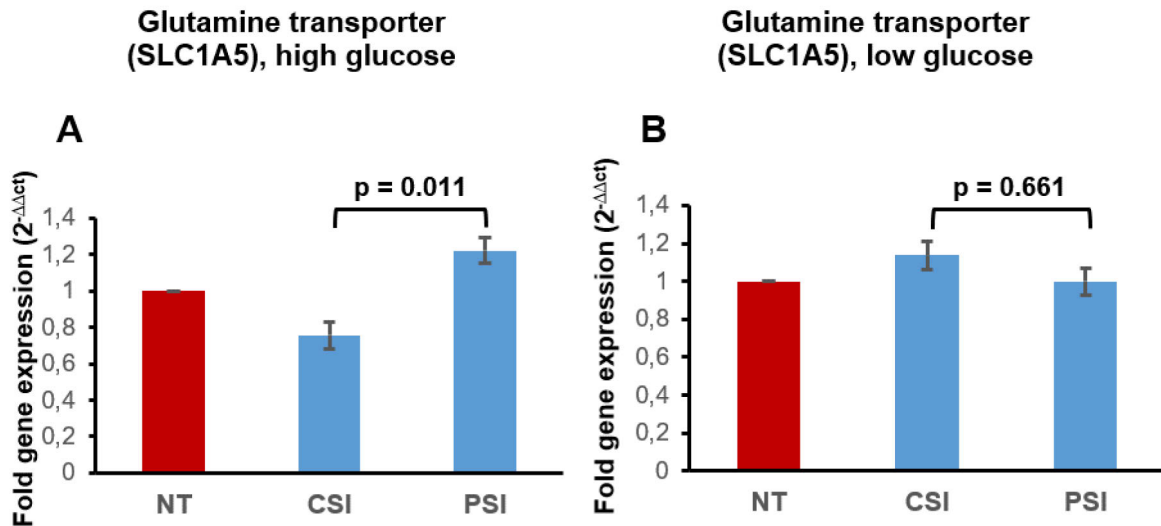 Glutamine transporter
(SLC1A5), high glucose
A
Fold gene expression (2-ΔΔct)
p = 0.011
1,4
1,2
1
0,8
0,6
0,4
0,2
0
NT CSI PSI
Glutamine transporter
(SLC1A5), low glucose
B
Fold gene expression (2-ΔΔct)
p = 0.661
1,4
1,2
1
0,8
0,6
0,4
0,2
0
NT CSI PSI